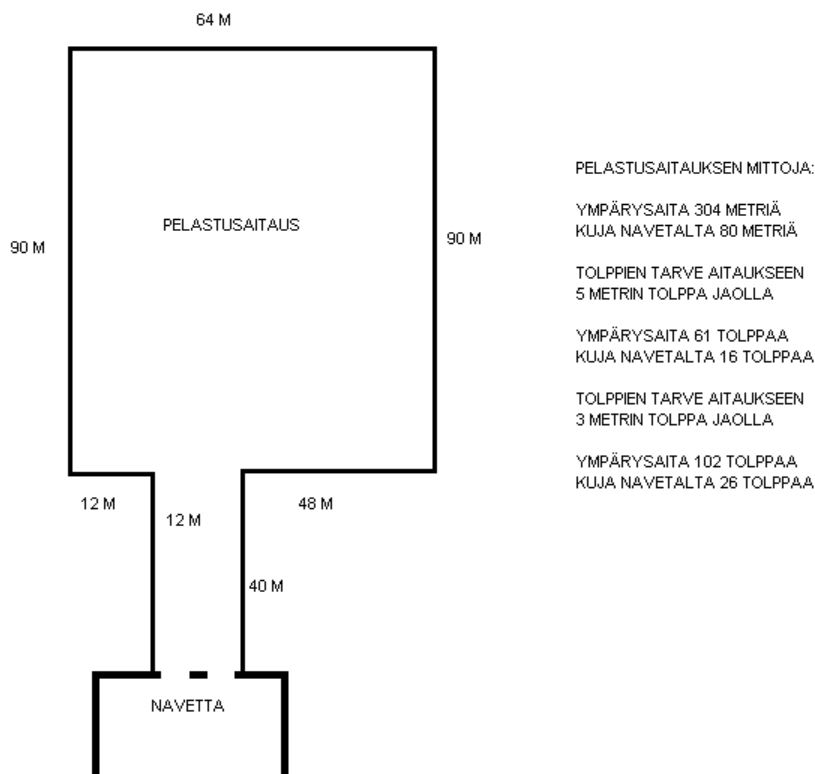 64 M
PELASTUSAITAUKSEN MITTOJA:
YMPÄRYSAITA 304 METRIÄ
KUJA NAVETALTA 80 METRIÄ
TOLPPIEN TARVE AITAUKSEEN
5 METRIN TOLPPA JAOLLA
YMPÄRYSAITA 61 TOLPPAA
KUJA NAVETALTA 16 TOLPPAA
TOLPPIEN TARVE AITAUKSEEN
3 METRIN TOLPPA JAOLLA
YMPÄRYSAITA 102 TOLPPAA
KUJA NAVETALTA 26 TOLPPAA
PELASTUSAITAUS
90 M
90 M
12 M
12 M
48 M
40 M
NAVETTA